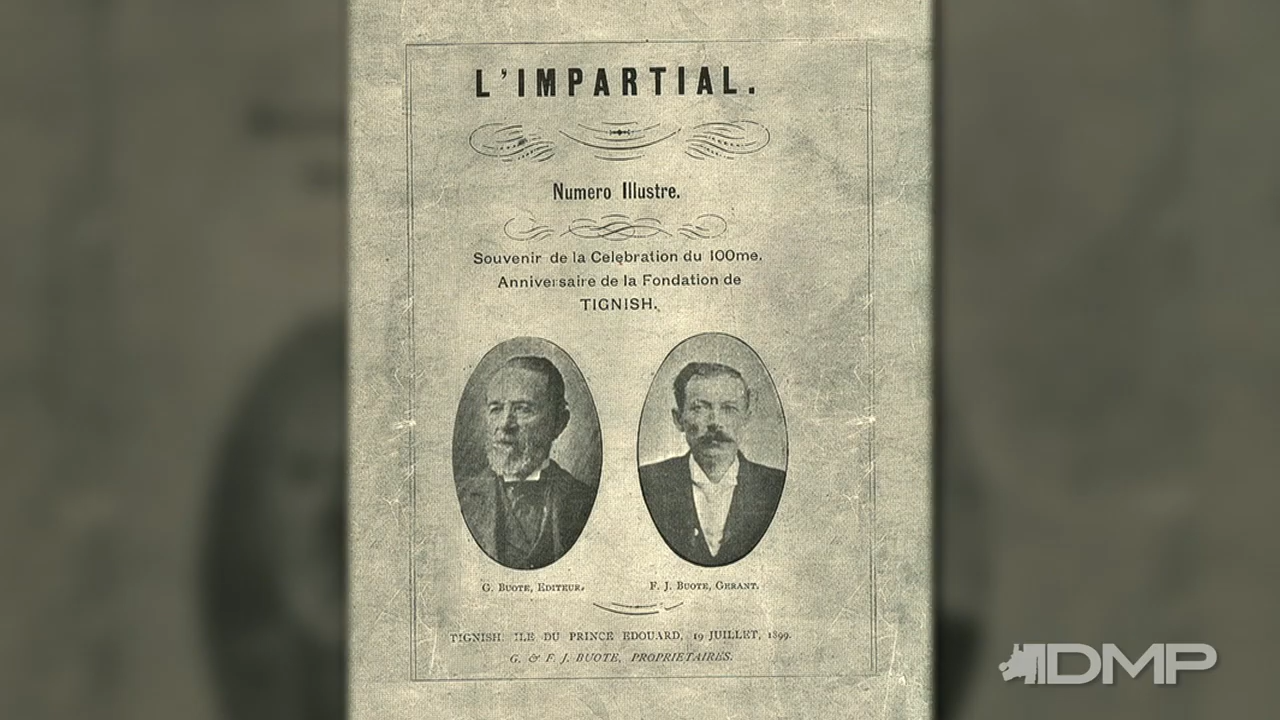 L'IMPARTIAL.
Numero Illustre.
Souvenir de la Celebration du 100me.
Anniversaire de la Fondation de
TIGNISH.
G. BUOTE, EDITEUR.
F. J. BUOTE, GERANT.
TIGNISH. ILE DU PRINCE EDOUARD, 19 JUILLET, 1899.
G. & F. J. BUOTE, PROPRIETAIRES.
DMP